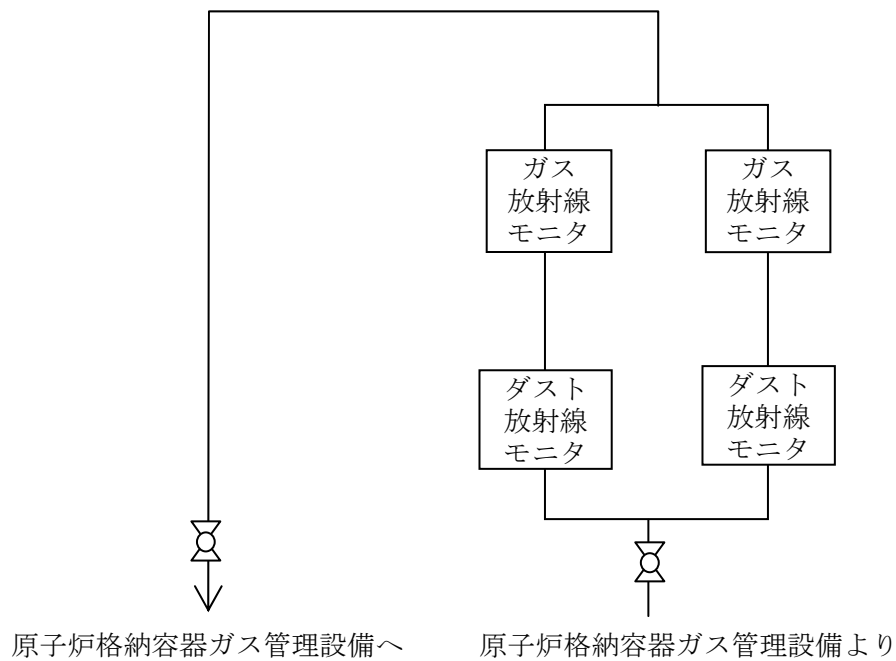 ガス
放射線
モニタ
ガス
放射線
モニタ
ダスト
放射線
モニタ
ダスト
放射線
モニタ
原子炉格納容器ガス管理設備へ
原子炉格納容器ガス管理設備より